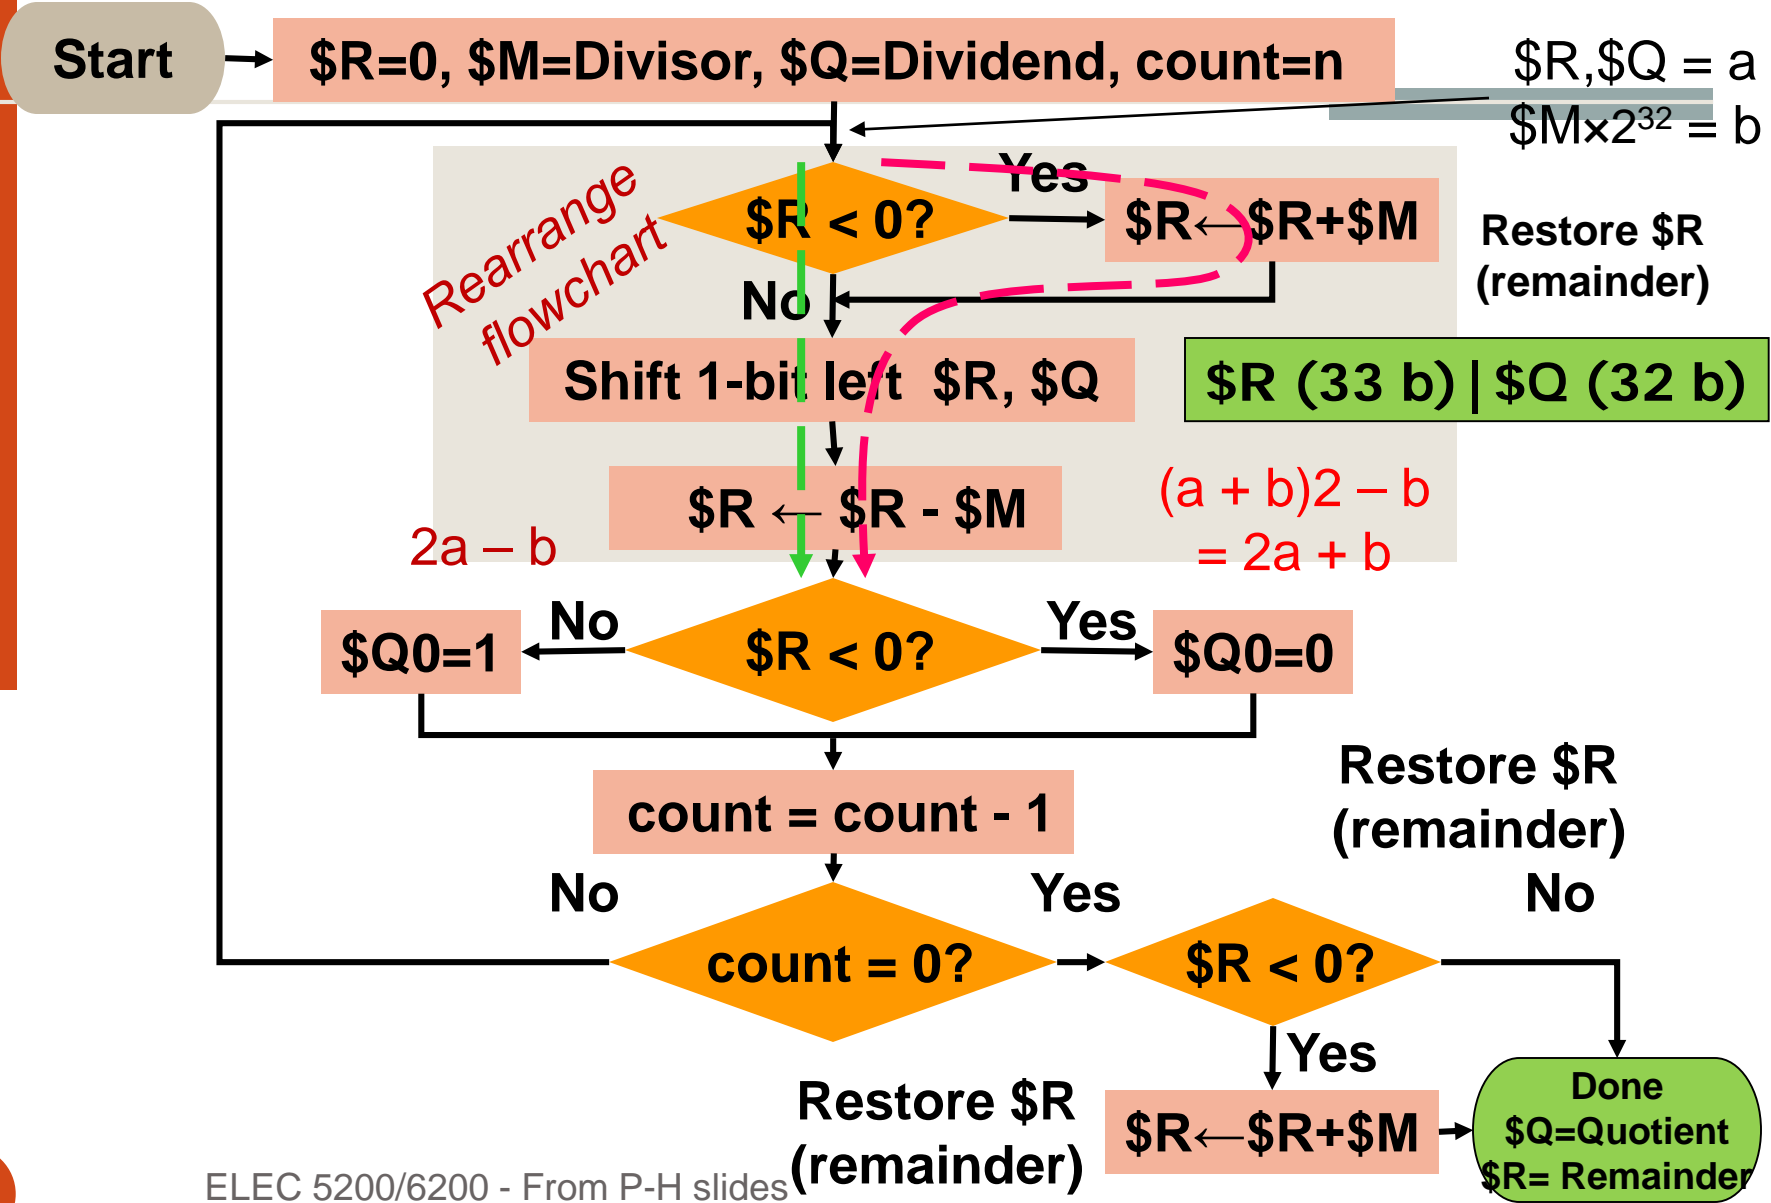 Start
$R=0, $M=Divisor, $Q=Dividend, count=n
$R,$Q = a
$M×2³² = b
Rearrange
flowchart
$R < 0?
Yes
$R←$R+$M
Restore $R
(remainder)
No
Shift 1-bit left $R, $Q
$R (33 b) | $Q (32 b)
$R ← $R - $M
2a – b
(a + b)2 – b
= 2a + b
$Q0=1
No
$R < 0?
Yes
$Q0=0
count = count - 1
Restore $R
(remainder)
No
count = 0?
Yes
$R < 0?
No
Yes
Restore $R
(remainder)
$R←$R+$M
Done
$Q=Quotient
$R= Remainder
ELEC 5200/6200 - From P-H slides